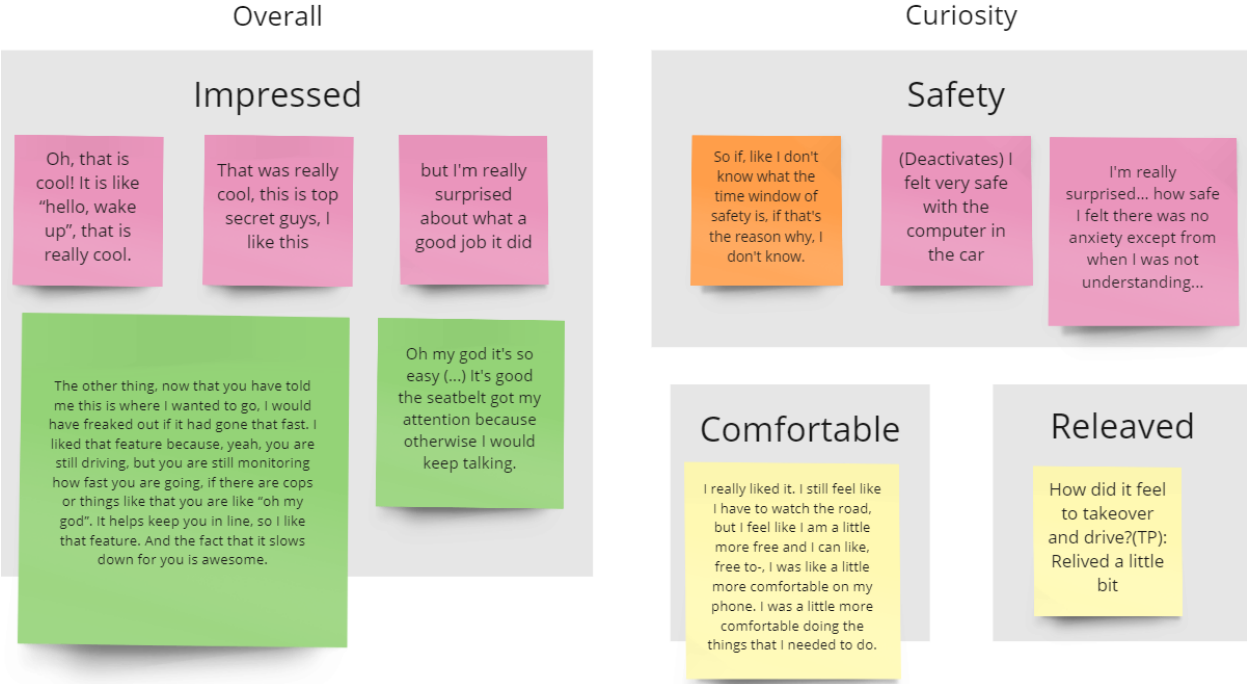 Overall
Impressed
Oh, that is
cool! It is like
“hello, wake
up”, that is
really cool.
That was really
cool, this is top
secret guys, I
like this
but I'm really
surprised
about what a
good job it did
The other thing, now that you have told
me this is where I wanted to go, I would
have freaked out if it had gone that fast. I
liked that feature because, yeah, you are
still driving, but you are still monitoring
how fast you are going, if there are cops
or things like that you are like “oh my
god”. It helps keep you in line, so I like
that feature. And the fact that it slows
down for you is awesome.
Oh my god it's so
easy (...) It's good
the seatbelt got my
attention because
otherwise I would
keep talking.
Curiosity
Safety
So if, like I don't
know what the
time window of
safety is, if that's
the reason why, I
don't know.
(Deactivates) I
felt very safe
with the
computer in
the car
I'm really
surprised... how safe
I felt there was no
anxiety except from
when I was not
understanding...
Comfortable
I really liked it. I still feel like
I have to watch the road,
but I feel like I am a little
more free and I can like,
free to-, I was like a little
more comfortable on my
phone. I was a little more
comfortable doing the
things that I needed to do.
Releaved
How did it feel
to takeover
and drive?(TP):
Relived a little
bit